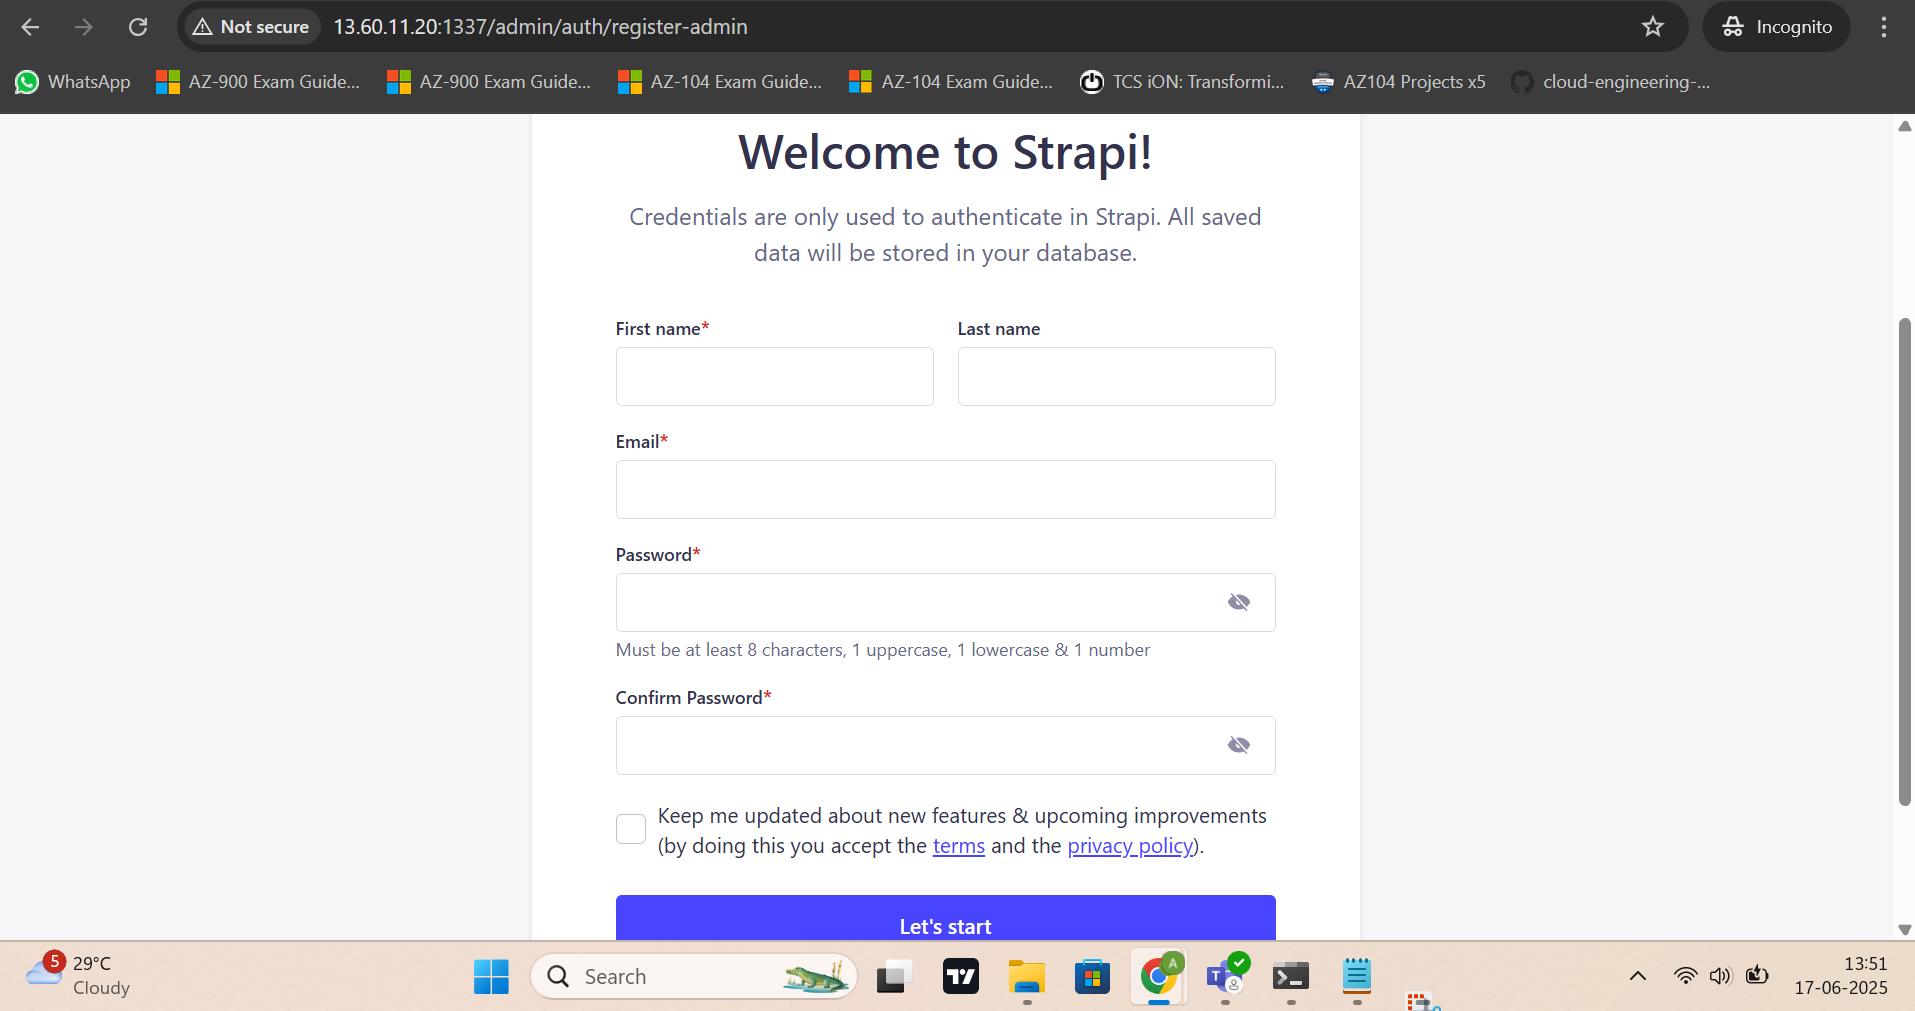 Not secure
13.60.11.20:1337/admin/auth/register-admin
Incognito
WhatsApp
AZ-900 Exam Guide...
AZ-900 Exam Guide...
AZ-104 Exam Guide...
AZ-104 Exam Guide...
TCS iON: Transformi...
AZ104 Projects x5
cloud-engineering-...
Welcome to Strapi!
Credentials are only used to authenticate in Strapi. All saved
data will be stored in your database.
First name*
Last name
Email*
Password*
Must be at least 8 characters, 1 uppercase, 1 lowercase & 1 number
Confirm Password*
Keep me updated about new features & upcoming improvements
(by doing this you accept the terms and the privacy policy).
Let's start
5
29°C
Cloudy
Search
A
T
13:51
17-06-2025